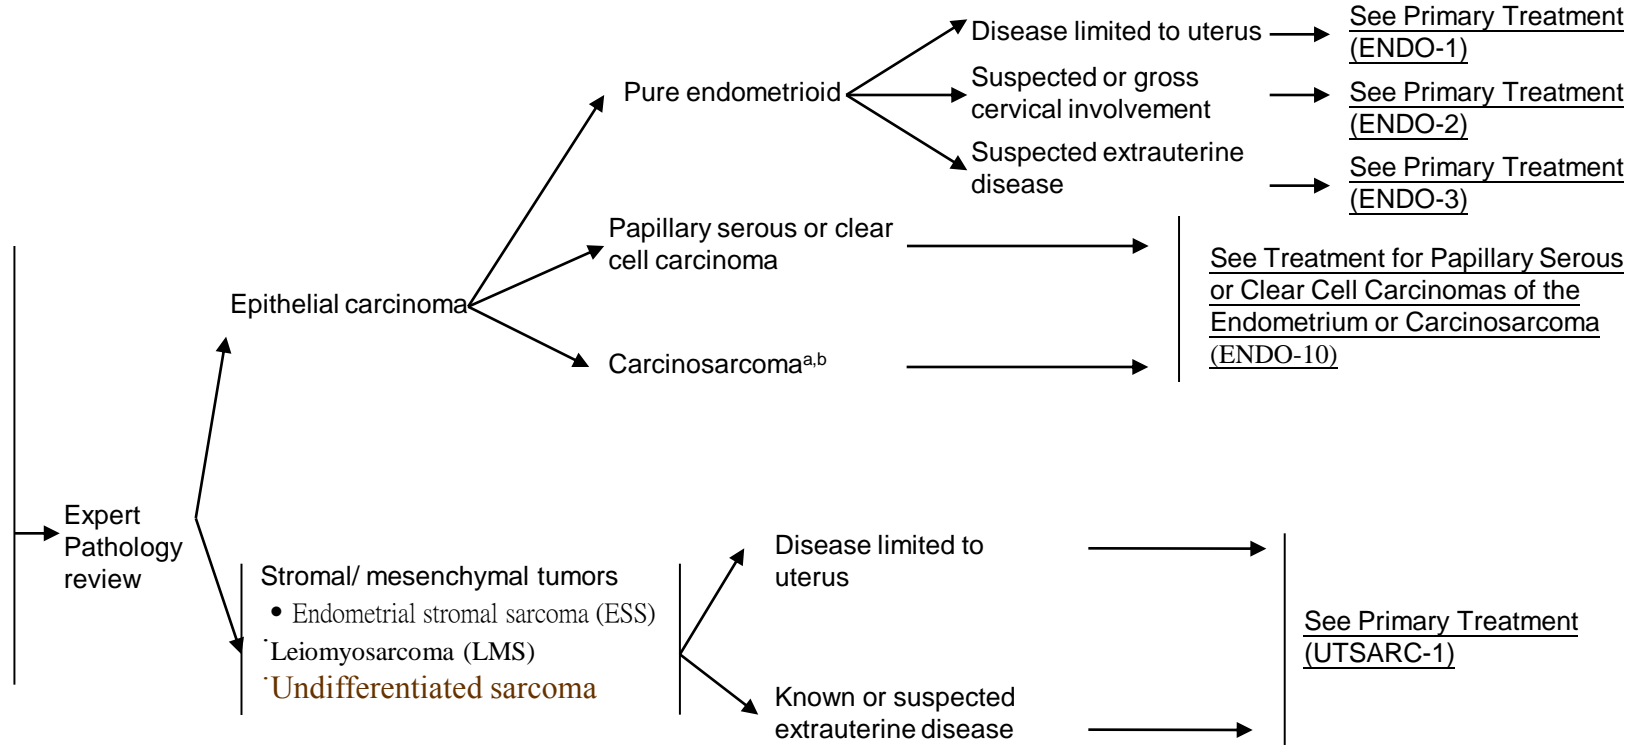 Disease limited to uterus
See Primary Treatment
(ENDO-1)
Pure endometrioid
Suspected or gross
cervical involvement
See Primary Treatment
(ENDO-2)
Suspected extrauterine
disease
See Primary Treatment
(ENDO-3)
Papillary serous or clear
cell carcinoma
Epithelial carcinoma
See Treatment for Papillary Serous
or Clear Cell Carcinomas of the
Endometrium or Carcinosarcoma
(ENDO-10)
Carcinosarcomaa,b
Expert
Pathology
review
Stromal/ mesenchymal tumors
• Endometrial stromal sarcoma (ESS)
˙Leiomyosarcoma (LMS)
˙Undifferentiated sarcoma
Disease limited to
uterus
Known or suspected
extrauterine disease
See Primary Treatment
(UTSARC-1)